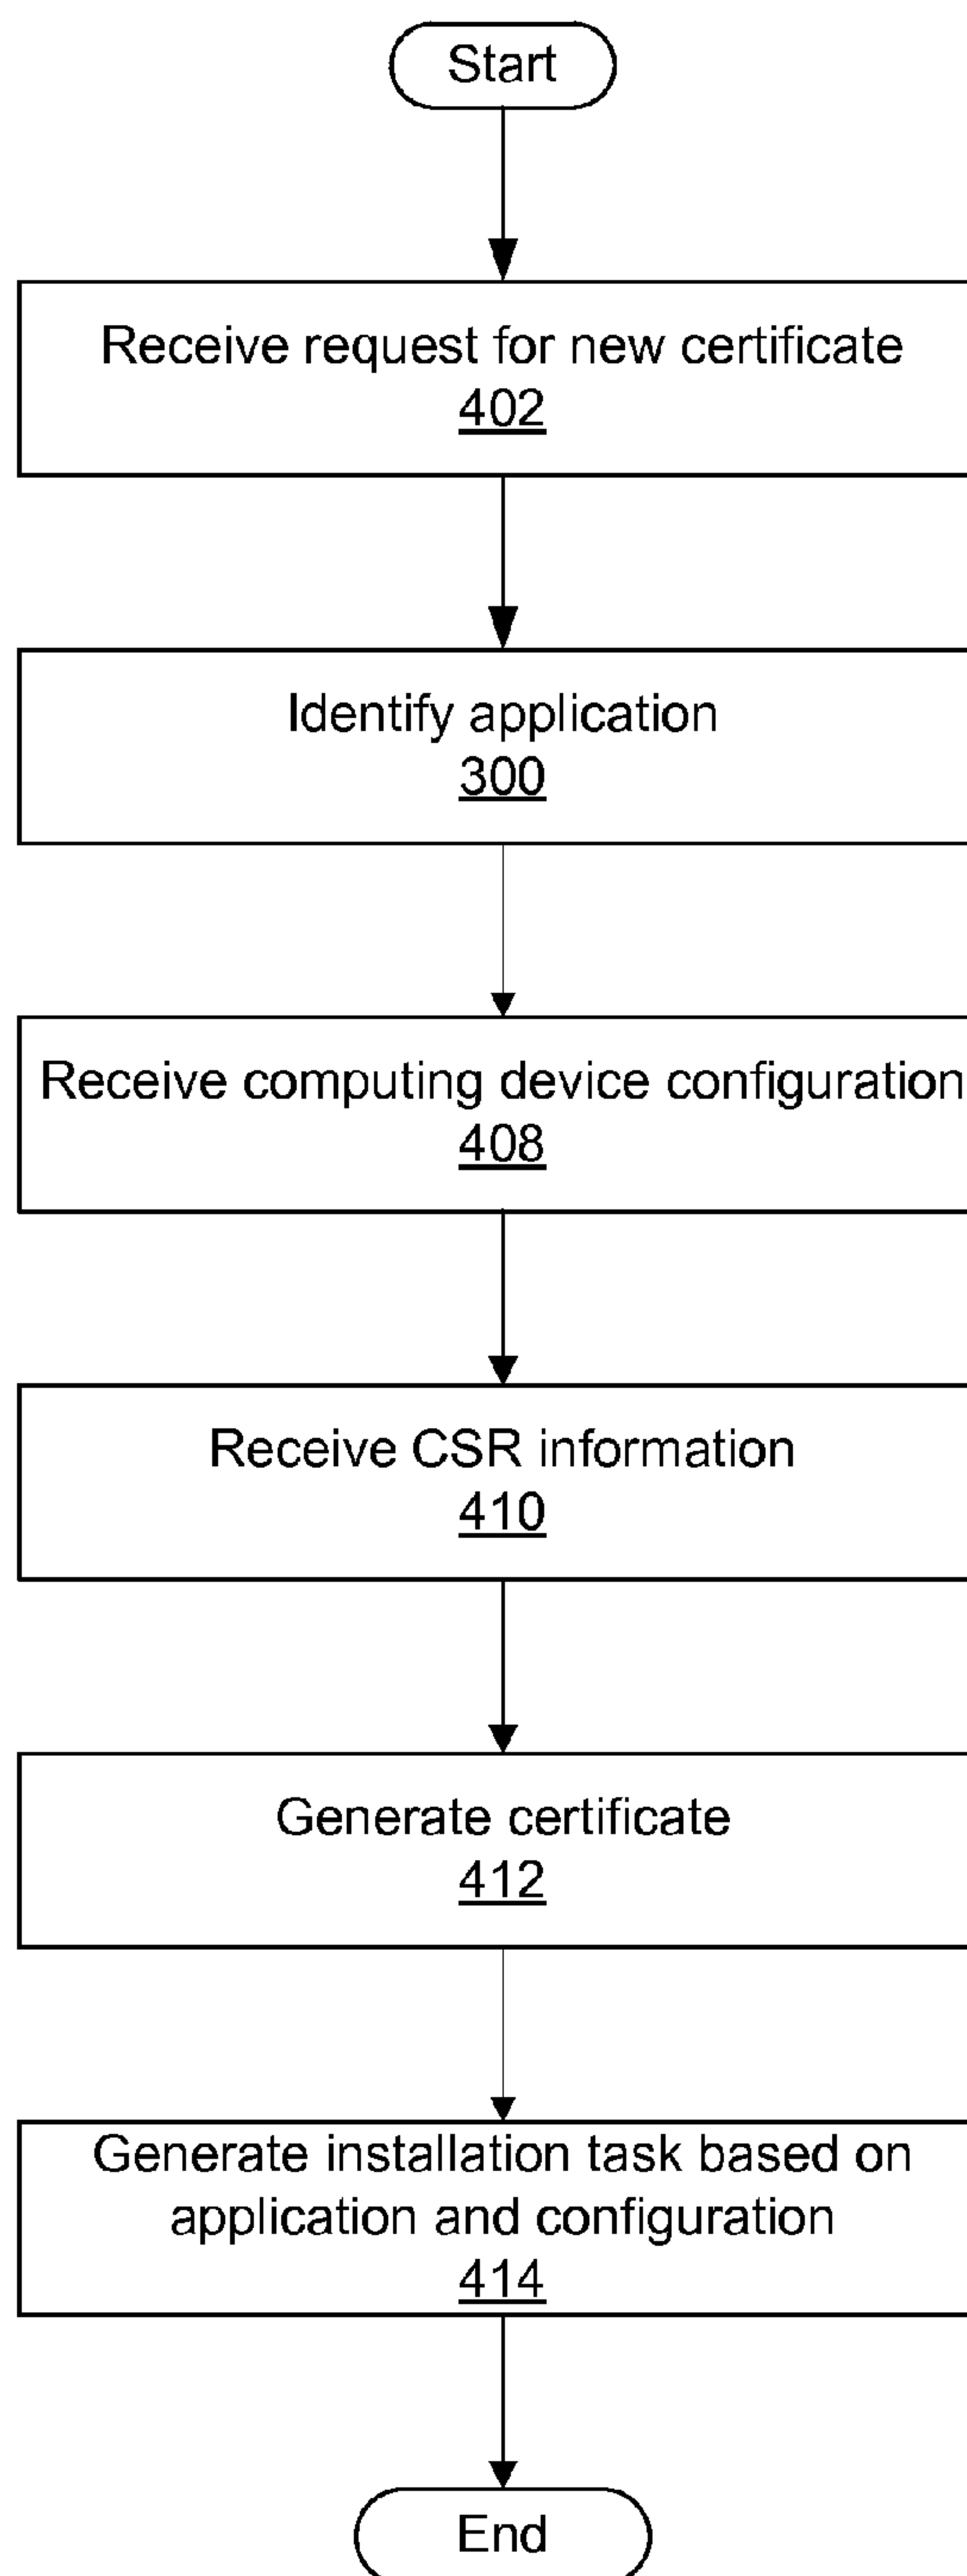 Start
Receive request for new certificate
402
Identify application
300
Receive computing device configuration
408
Receive CSR information
410
Generate certificate
412
Generate installation task based on
application and configuration
414
End